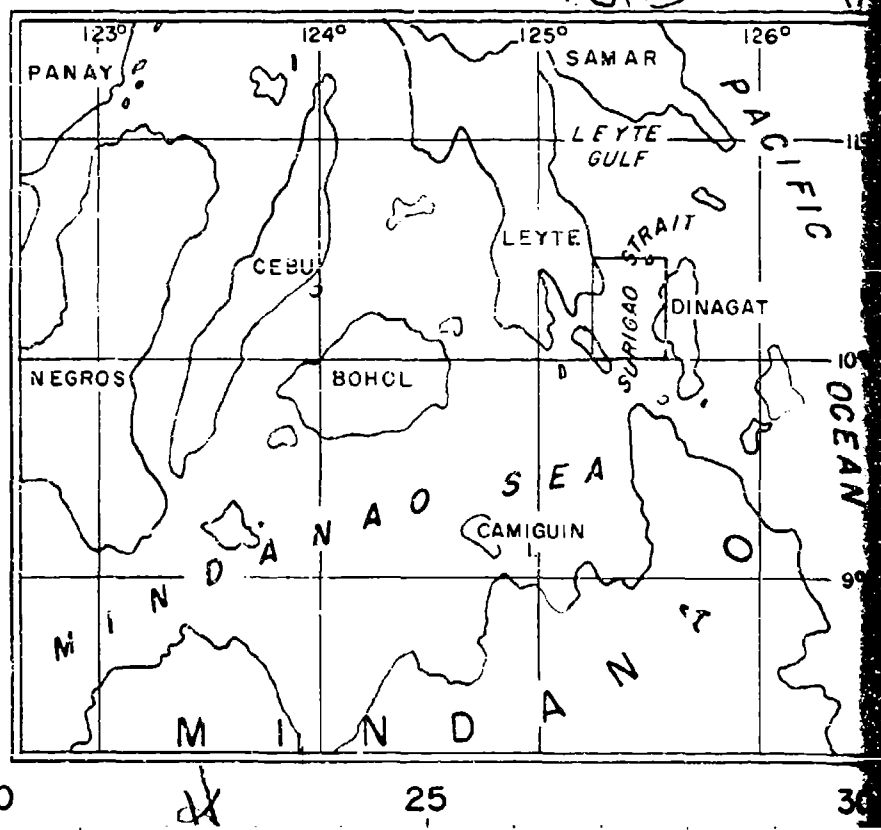 123° 124° 125° 126°
PANAY
SAMAR
PACIFIC OCEAN
LEYTE
GULF
11°
LEYTE
CEBU
SURIGAO STRAIT
DINAGAT
NEGROS
BOHOL
10°
MINDANAO SEA
CAMIGUIN
I.
9°
MINDANAO
25
30